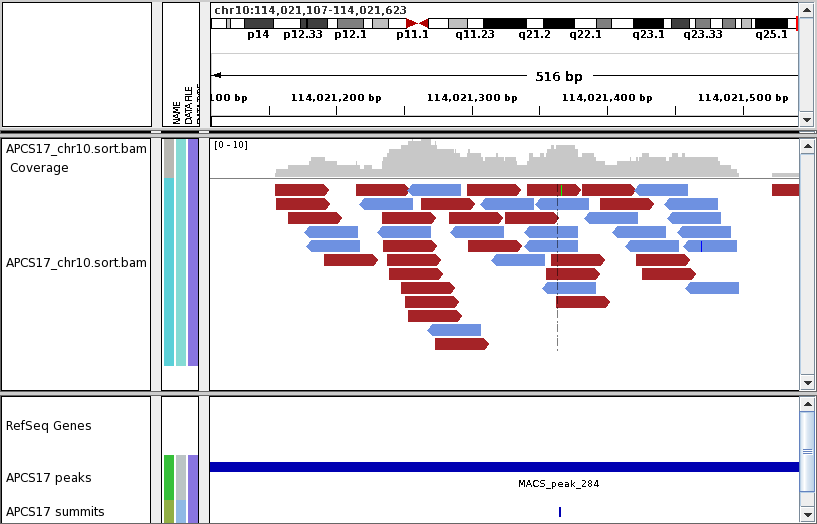 chr10:114,021,107-114,021,623
p14 p12.33 p12.1 p11.1 q11.23 q21.2 q22.1 q23.1 q23.33 q25.1
516 bp
100 bp 114,021,200 bp 114,021,300 bp 114,021,400 bp 114,021,500 bp
NAME
DATA FILE
APCS17_chr10.sort.bam
Coverage
[0 - 10]
APCS17_chr10.sort.bam
RefSeq Genes
APCS17 peaks
MACS_peak_284
APCS17 summits